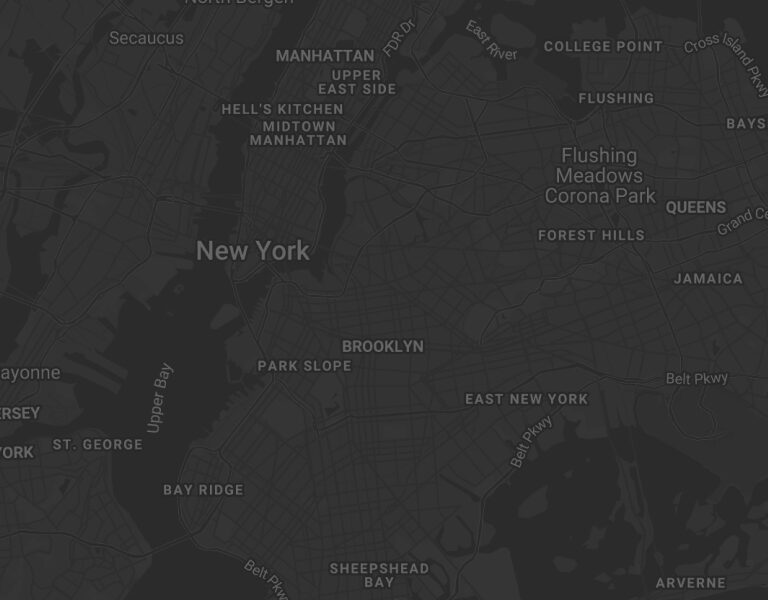 North Bergen
Secaucus
FDR Dr
East River
COLLEGE POINT
Cross Island Pkwy
MANHATTAN
UPPER
EAST SIDE
HELL'S KITCHEN
FLUSHING
MIDTOWN
MANHATTAN
BAYS
Flushing
Meadows
Corona Park
QUEENS
Grand Ce
FOREST HILLS
New York
JAMAICA
BROOKLYN
PARK SLOPE
ayonne
Belt Pkwy
Upper Bay
EAST NEW YORK
ERSEY
Belt Pkwy
ST. GEORGE
YORK
BAY RIDGE
Belt Pkwy
SHEEPSHEAD
BAY
ARVERNE